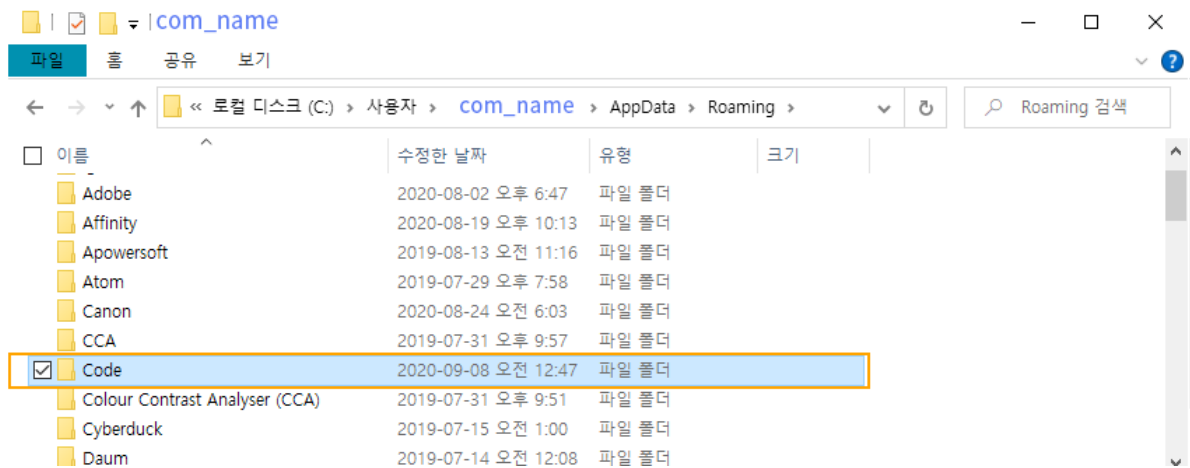 com_name
파일 홈 공유 보기
« 로컬 디스크 (C:) › 사용자 › com_name › AppData › Roaming › Roaming 검색
이름 수정한 날짜 유형 크기
Adobe 2020-08-02 오후 6:47 파일 폴더
Affinity 2020-08-19 오후 10:13 파일 폴더
Apowersoft 2019-08-13 오전 11:16 파일 폴더
Atom 2019-07-29 오후 7:58 파일 폴더
Canon 2020-08-24 오전 6:03 파일 폴더
CCA 2019-07-31 오후 9:57 파일 폴더
Code 2020-09-08 오전 12:47 파일 폴더
Colour Contrast Analyser (CCA) 2019-07-31 오후 9:51 파일 폴더
Cyberduck 2019-07-15 오전 1:00 파일 폴더
Daum 2019-07-14 오전 12:08 파일 폴더